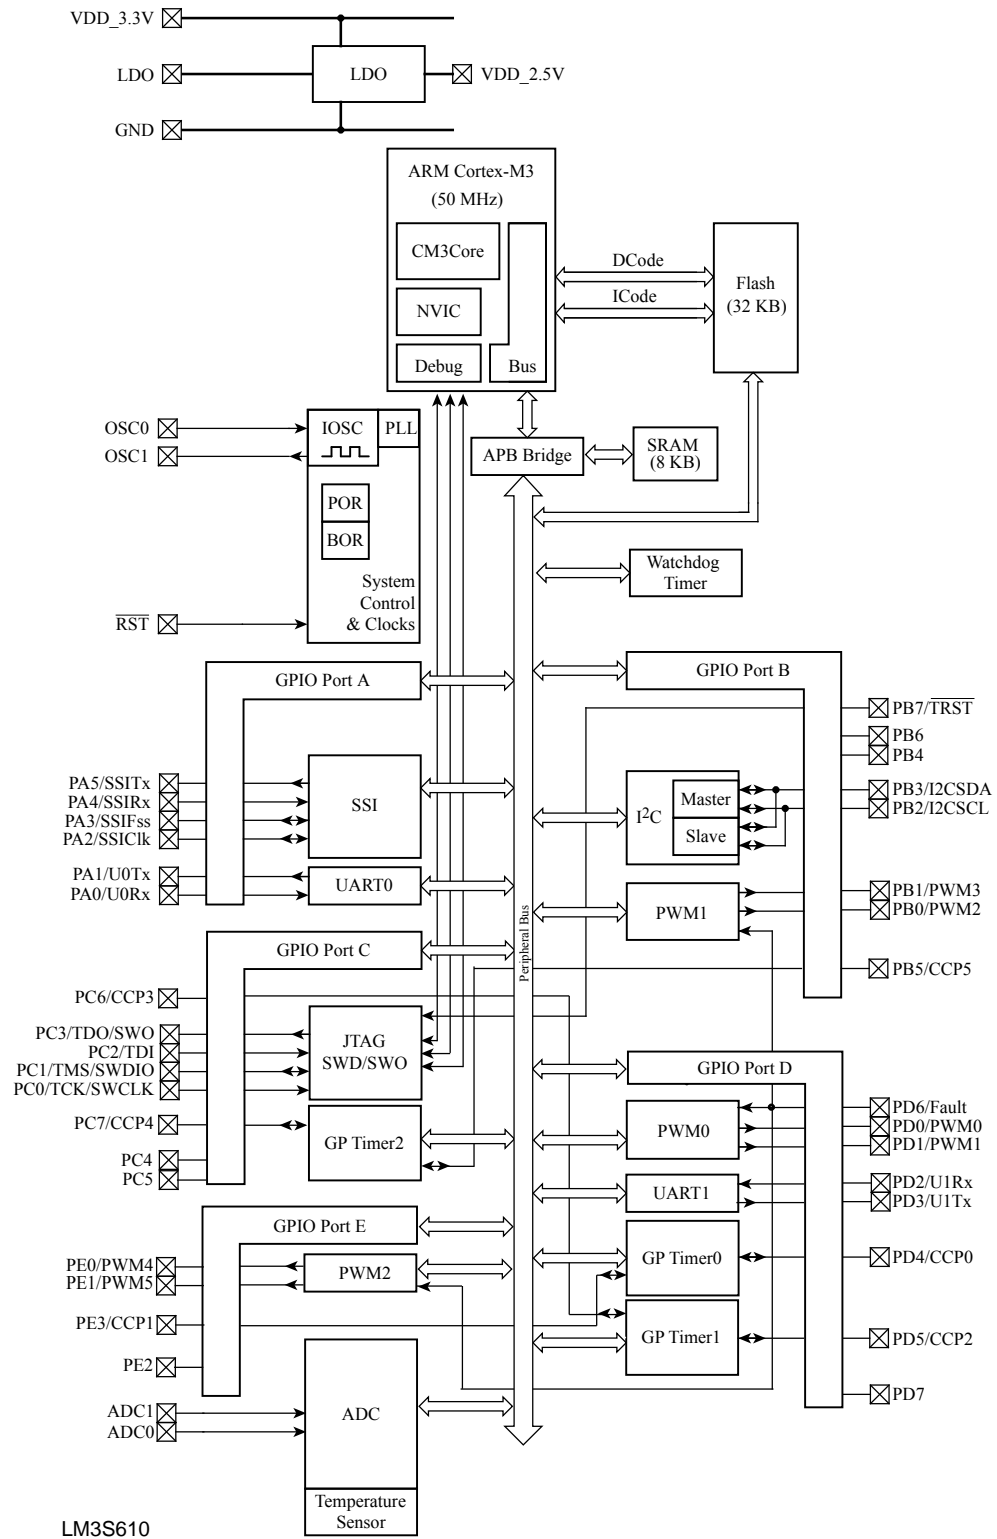 VDD_3.3V
LDO
LDO
VDD_2.5V
GND
ARM Cortex-M3
(50 MHz)
CM3Core
NVIC
Debug
Bus
DCode
ICode
Flash
(32 KB)
OSC0
OSC1
IOSC
PLL
POR
BOR
System
Control
& Clocks
RST
APB Bridge
SRAM
(8 KB)
Watchdog
Timer
Peripheral Bus
GPIO Port A
PA5/SSITx
PA4/SSIRx
PA3/SSIFss
PA2/SSIClk
SSI
PA1/U0Tx
PA0/U0Rx
UART0
GPIO Port B
PB7/TRST
PB6
PB4
PB3/I2CSDA
PB2/I2CSCL
I²C
Master
Slave
PWM1
PB1/PWM3
PB0/PWM2
PB5/CCP5
GPIO Port C
PC6/CCP3
PC3/TDO/SWO
PC2/TDI
PC1/TMS/SWDIO
PC0/TCK/SWCLK
JTAG
SWD/SWO
PC7/CCP4
GP Timer2
PC4
PC5
GPIO Port D
PD6/Fault
PD0/PWM0
PD1/PWM1
PWM0
PD2/U1Rx
PD3/U1Tx
UART1
GP Timer0
PD4/CCP0
GP Timer1
PD5/CCP2
PD7
GPIO Port E
PE0/PWM4
PE1/PWM5
PWM2
PE3/CCP1
PE2
ADC1
ADC0
ADC
Temperature
Sensor
LM3S610